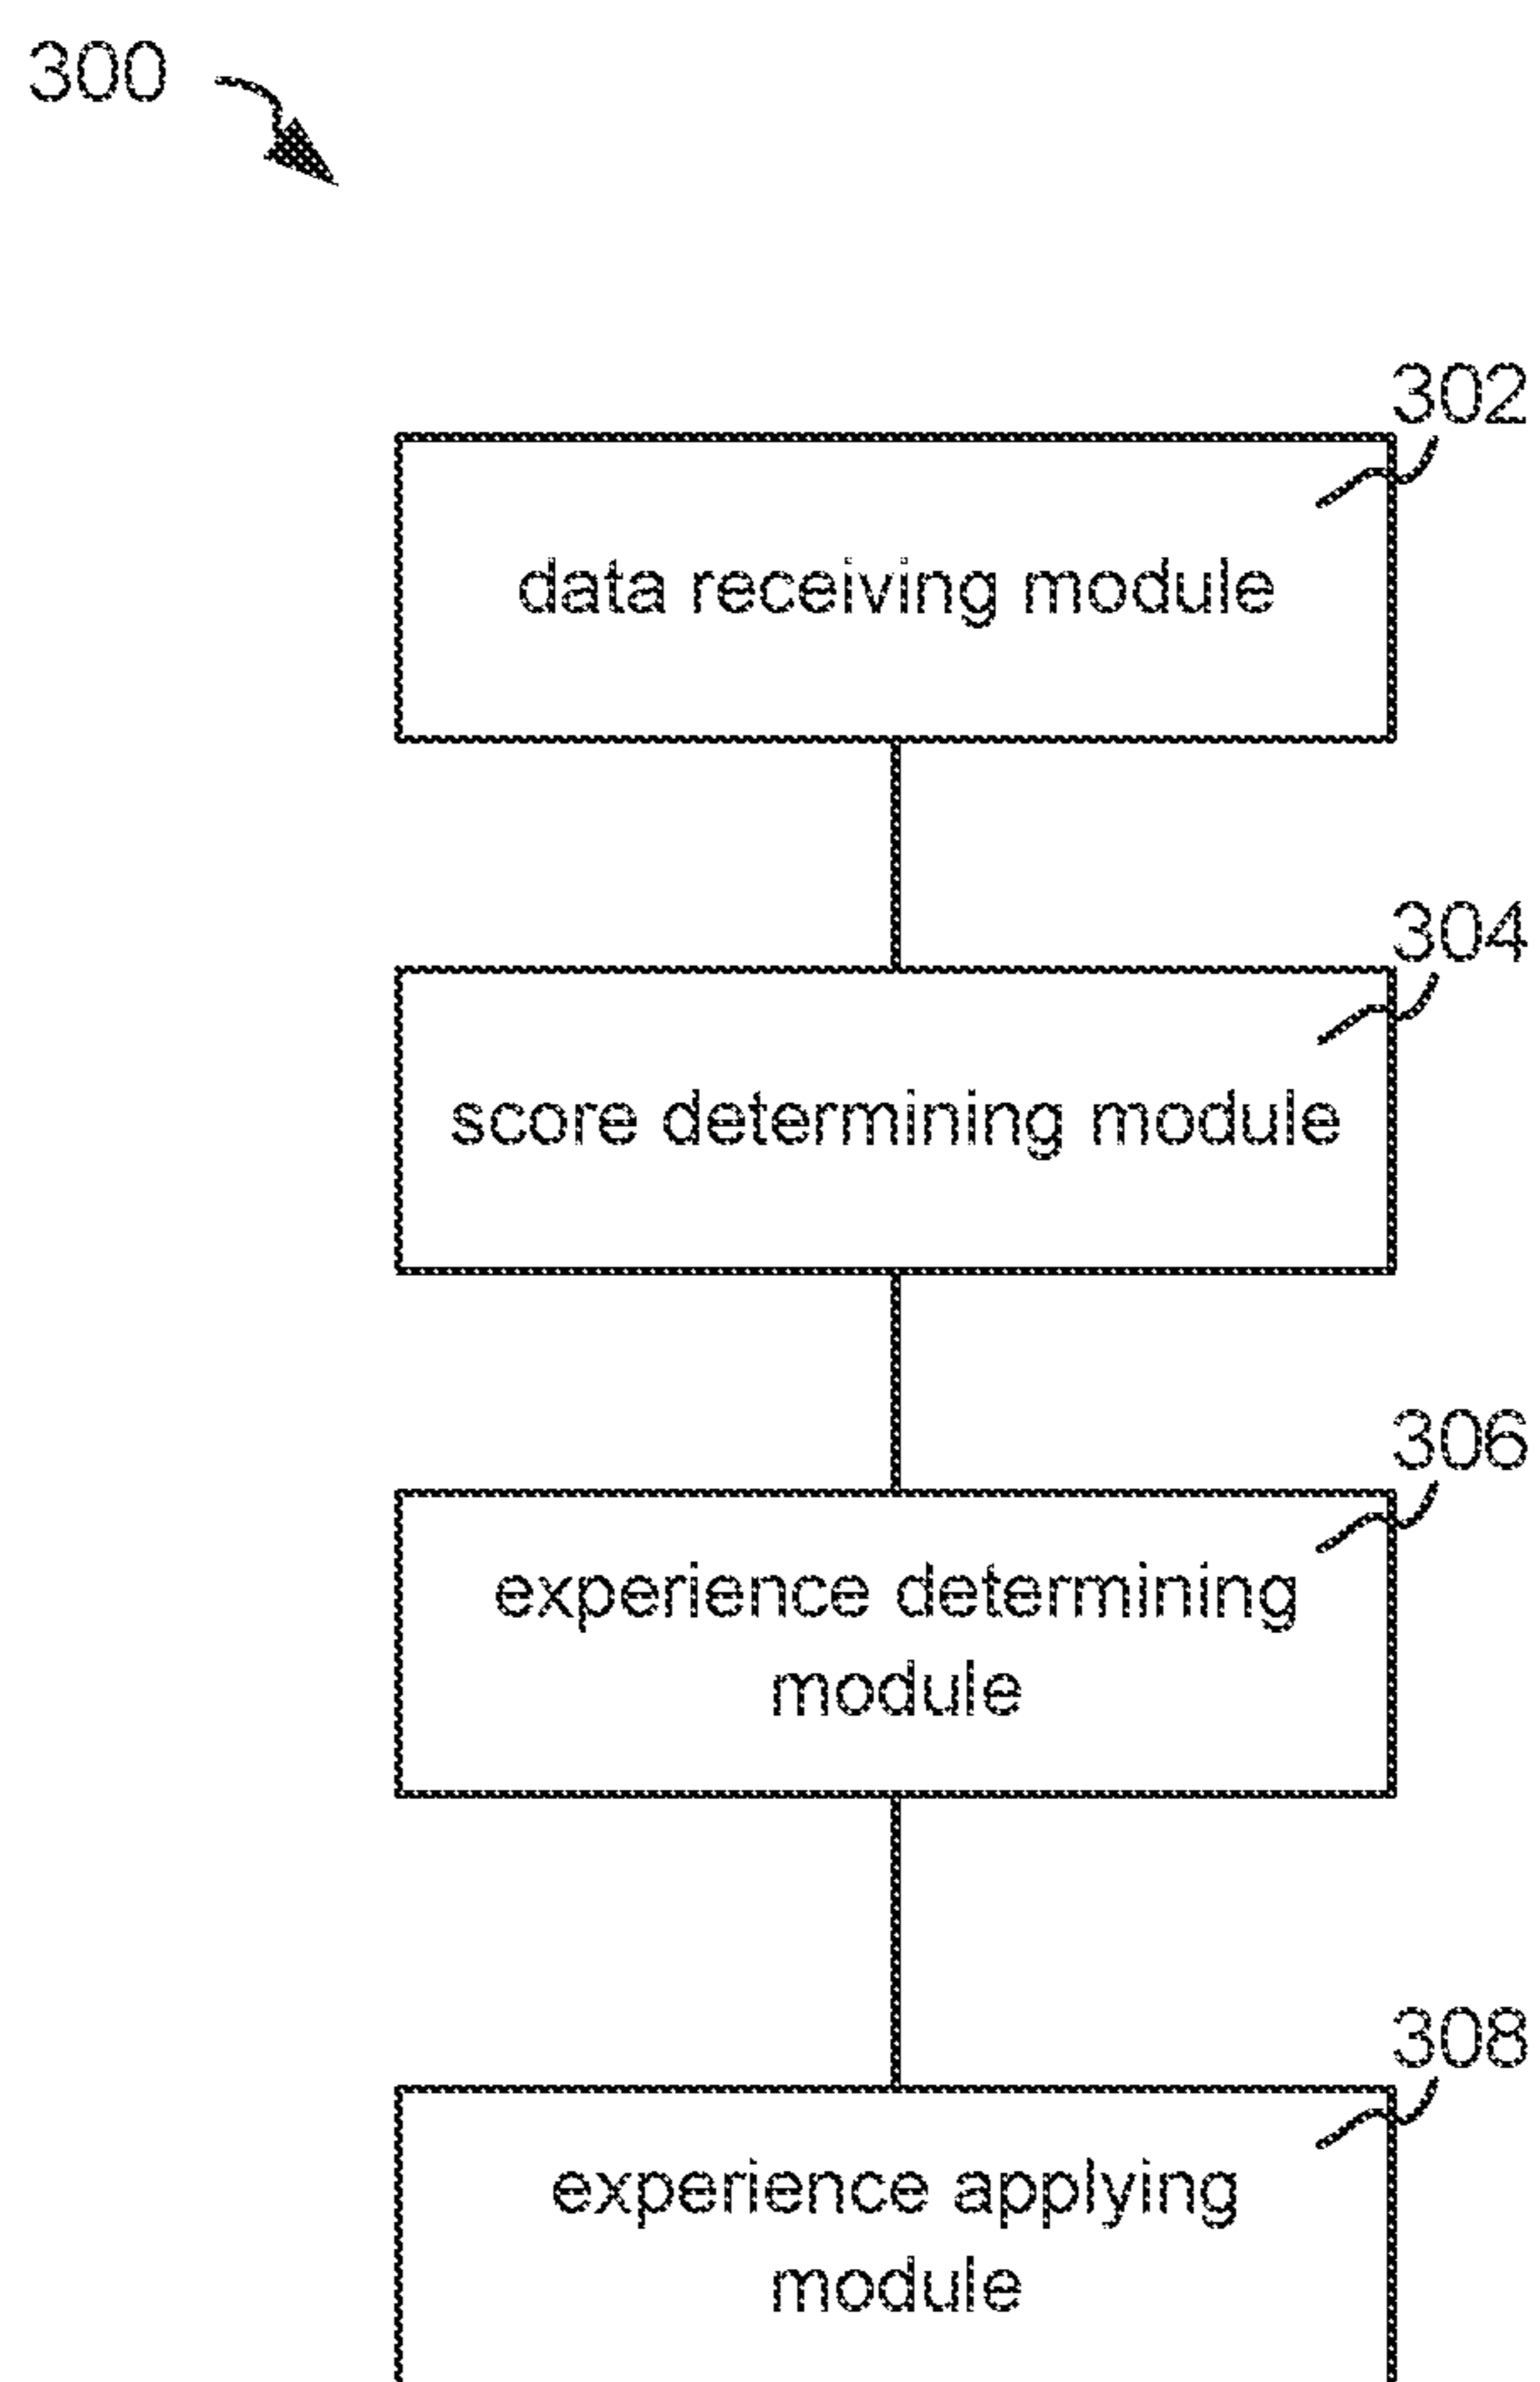 300
302
data receiving module
304
score determining module
306
experience determining
module
308
experience applying
module